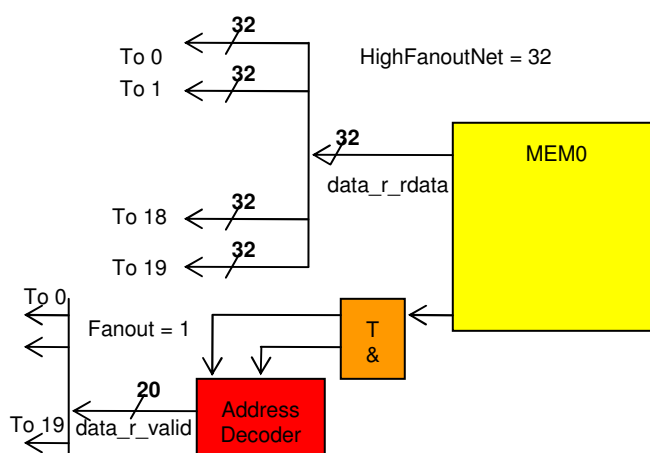 32
To 0
HighFanoutNet = 32
32
To 1
32
MEM0
data_r_rdata
32
To 18
32
To 19
To 0
Fanout = 1
T
&
20
Address
Decoder
To 19
data_r_valid